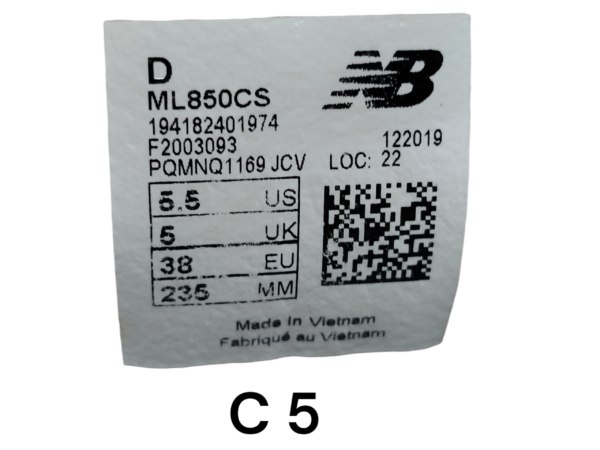 D
NB
ML850CS
194182401974
F2003093
122019
PQMNQ1169 JCV LOC: 22
5.5 US
5 UK
38 EU
235 MM
Made In Vietnam
Fabriqué au Vietnam
C 5